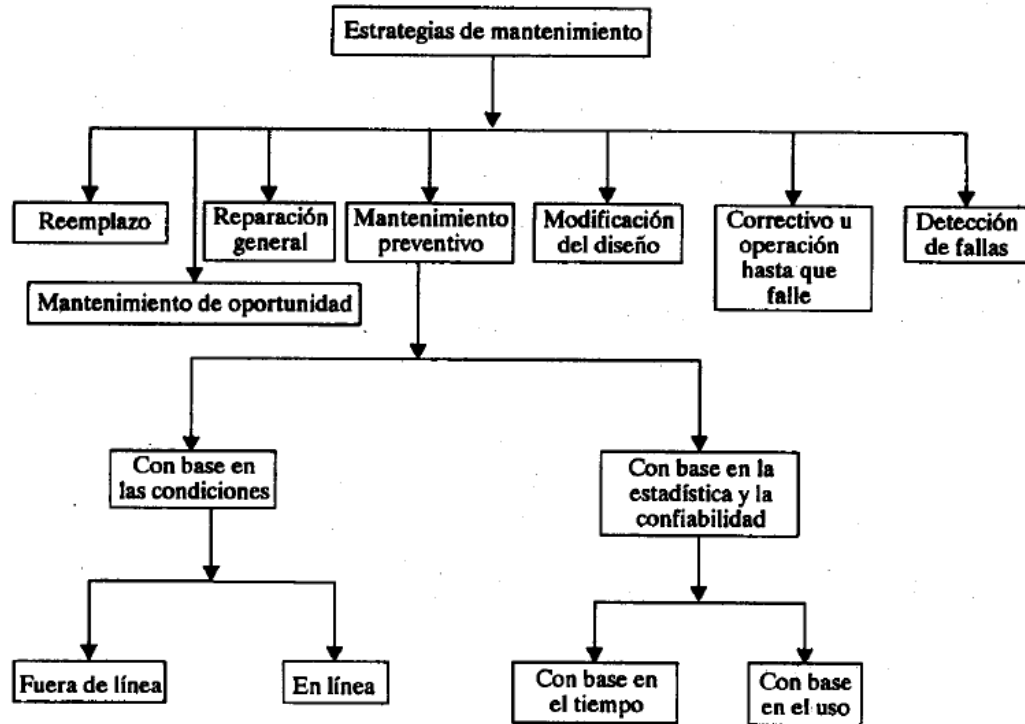 Estrategias de mantenimiento
Reemplazo
Reparación
general
Mantenimiento
preventivo
Modificación
del diseño
Correctivo u
operación
hasta que
falle
Detección
de fallas
Mantenimiento de oportunidad
Con base en
las condiciones
Con base en la
estadística y la
confiabilidad
Fuera de línea
En línea
Con base en
el tiempo
Con base
en el uso